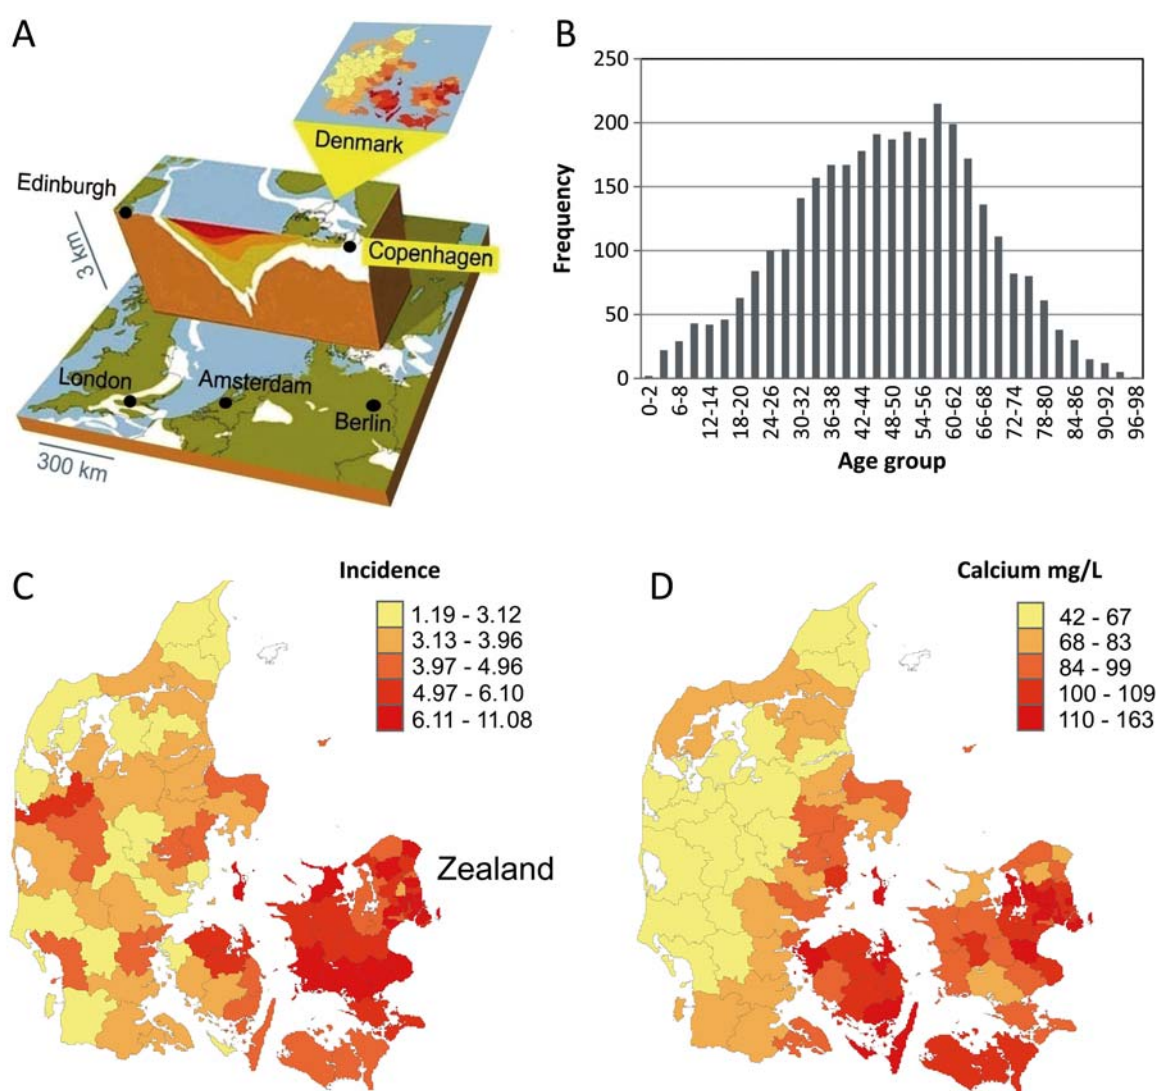 A
Denmark
Edinburgh
3 km
Copenhagen
London
Amsterdam
Berlin
300 km
B
250
200
150
100
50
0
Frequency
0-2
6-8
12-14
18-20
24-26
30-32
36-38
42-44
48-50
54-56
60-62
66-68
72-74
78-80
84-86
90-92
96-98
Age group
C
Incidence
1.19 - 3.12
3.13 - 3.96
3.97 - 4.96
4.97 - 6.10
6.11 - 11.08
Zealand
D
Calcium mg/L
42 - 67
68 - 83
84 - 99
100 - 109
110 - 163